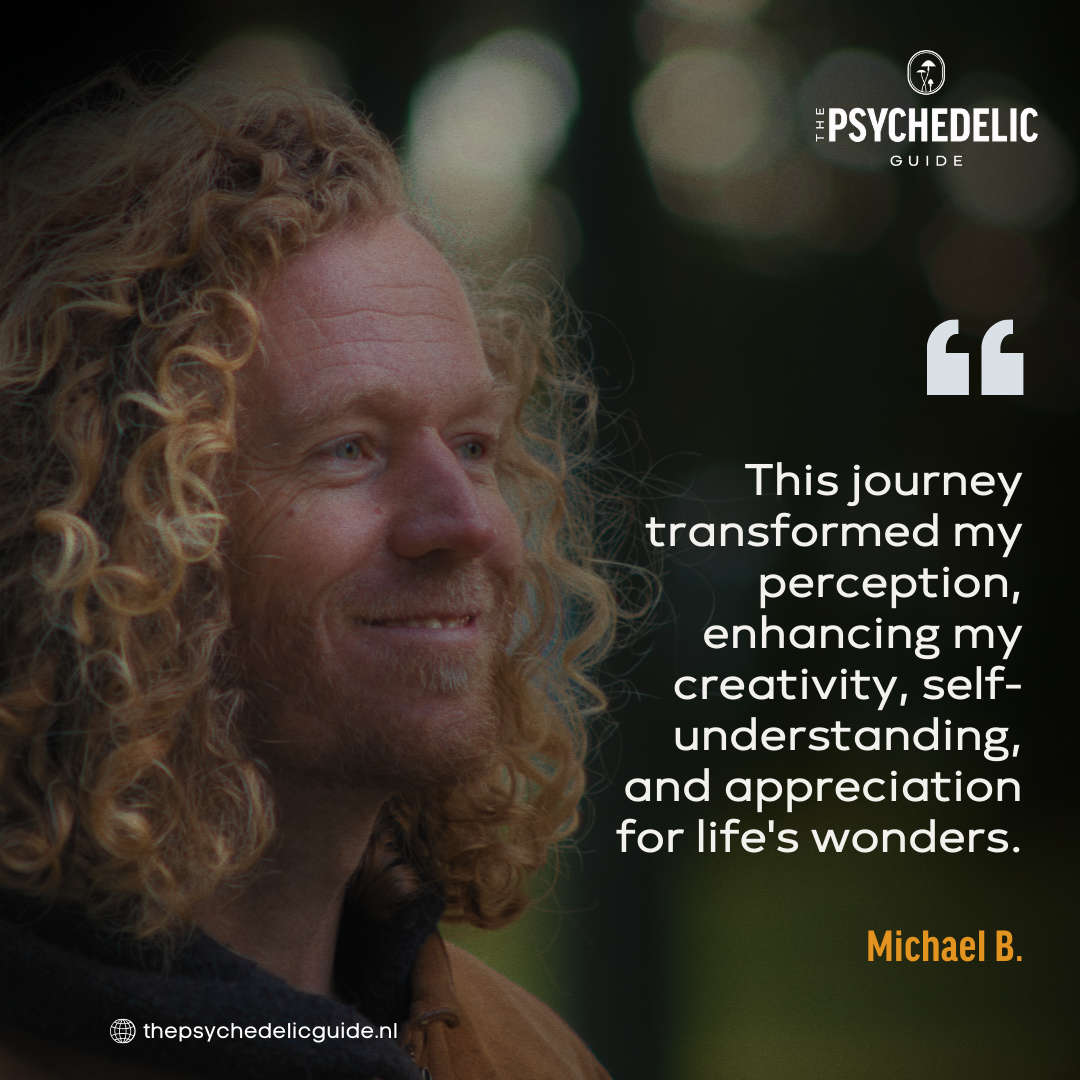 THE
PSYCHEDELIC
GUIDE
“
This journey
transformed my
perception,
enhancing my
creativity, self-
understanding,
and appreciation
for life's wonders.
Michael B.
thepsychedelicguide.nl